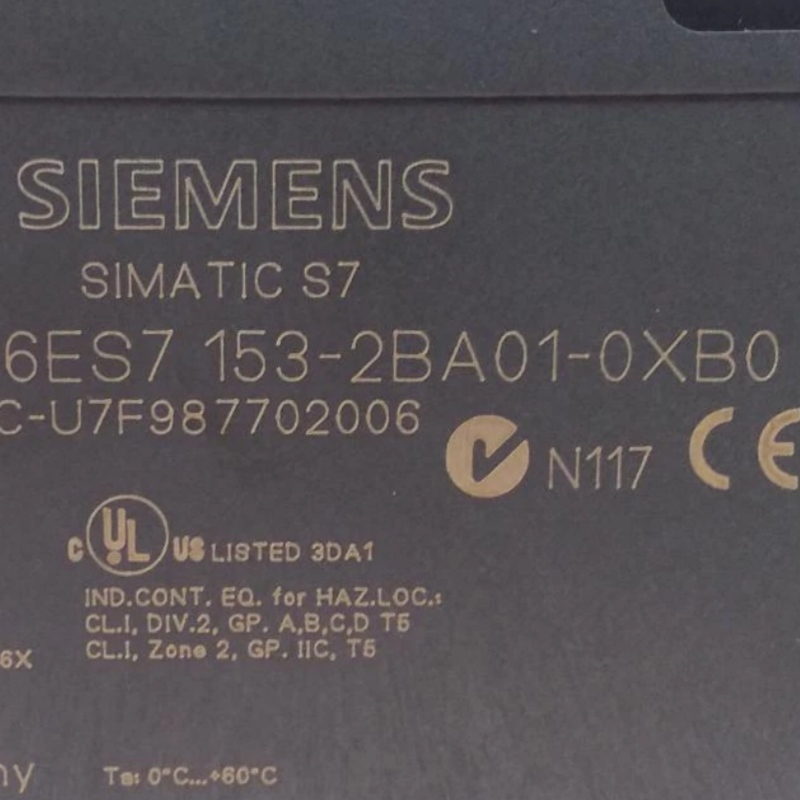 SIEMENS
SIMATIC S7
6ES7 153-2BA01-0XB0
C-U7F987702006
N117 CE
c UL US LISTED 3DA1
IND.CONT. EQ. for HAZ.LOC.:
CL.I, DIV.2, GP. A,B,C,D T5
CL.I, Zone 2, GP. IIC, T5
6X
ny Ta: 0°C...+60°C